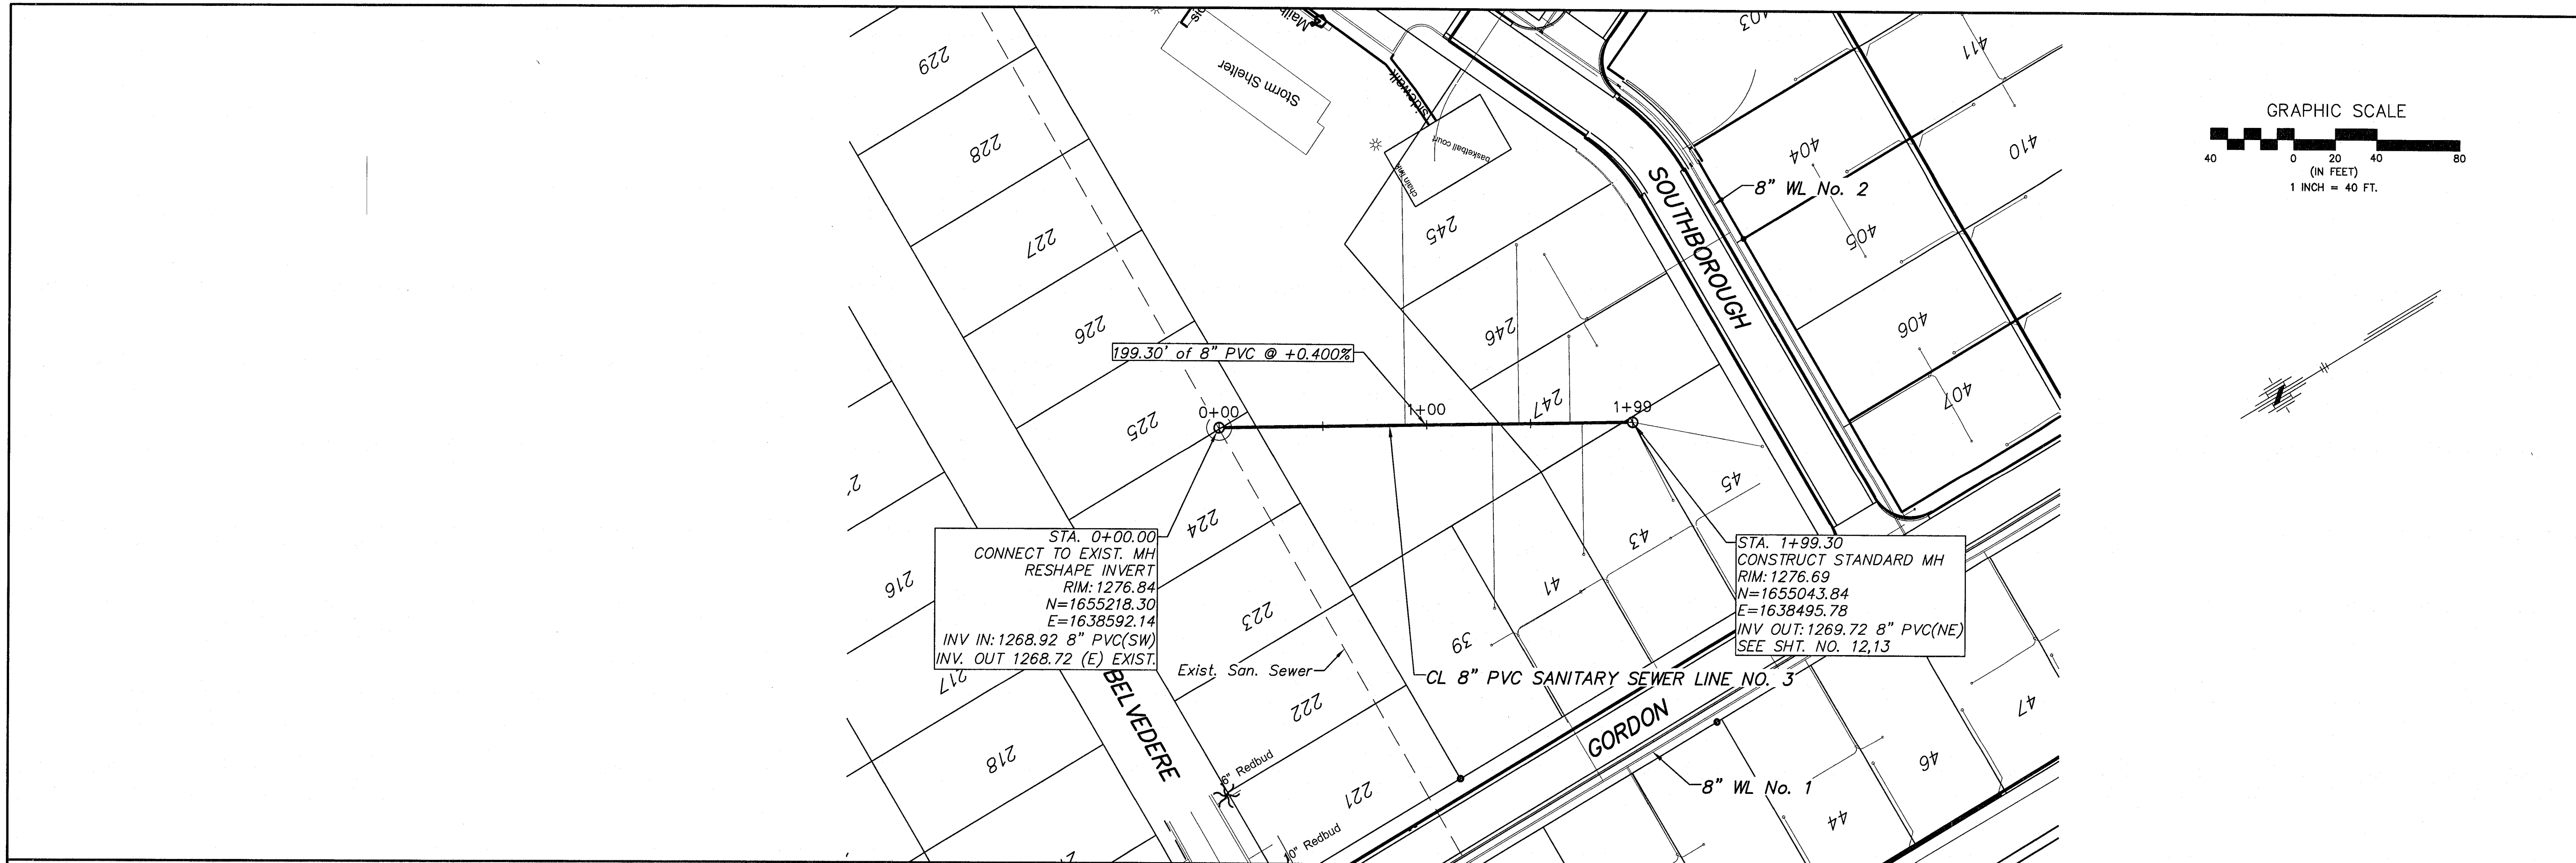 229
228
227
226
225
224
223
222
221
216
217
218
Storm Shelter
sidewalk
basketball court
chain link
245
246
247
403
404
405
406
407
410
411
SOUTHBOROUGH
8" WL No. 2
GRAPHIC SCALE
40 0 20 40 80
(IN FEET)
1 INCH = 40 FT.
199.30' of 8" PVC @ +0.400%
0+00
1+00
1+99
STA. 0+00.00
CONNECT TO EXIST. MH
RESHAPE INVERT
RIM:1276.84
N=1655218.30
E=1638592.14
INV IN:1268.92 8" PVC(SW)
INV. OUT 1268.72 (E) EXIST.
STA. 1+99.30
CONSTRUCT STANDARD MH
RIM:1276.69
N=1655043.84
E=1638495.78
INV OUT:1269.72 8" PVC(NE)
SEE SHT. NO. 12,13
Exist. San. Sewer
CL 8" PVC SANITARY SEWER LINE NO. 3
BELVEDERE
GORDON
8" WL No. 1
6" Redbud
10" Redbud
39
41
43
45
44
46
47